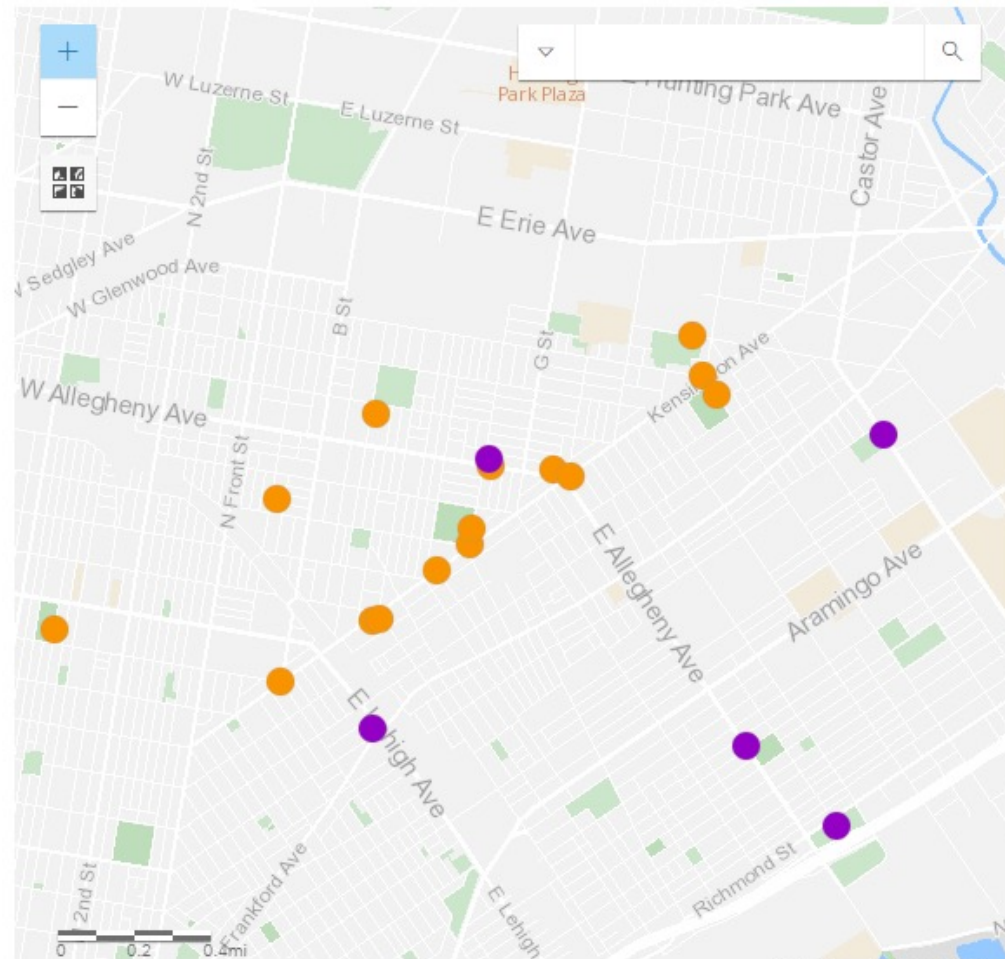 +
W Luzerne St
E Luzerne St
Park Plaza
E Hunting Park Ave
Castor Ave
−
N 2nd St
E Erie Ave
W Sedgley Ave
W Glenwood Ave
B St
G St
Kensington Ave
W Allegheny Ave
N Front St
E Allegheny Ave
Aramingo Ave
E Lehigh Ave
Richmond St
2nd St
Frankford Ave
E Lehigh
0 0.2 0.4mi